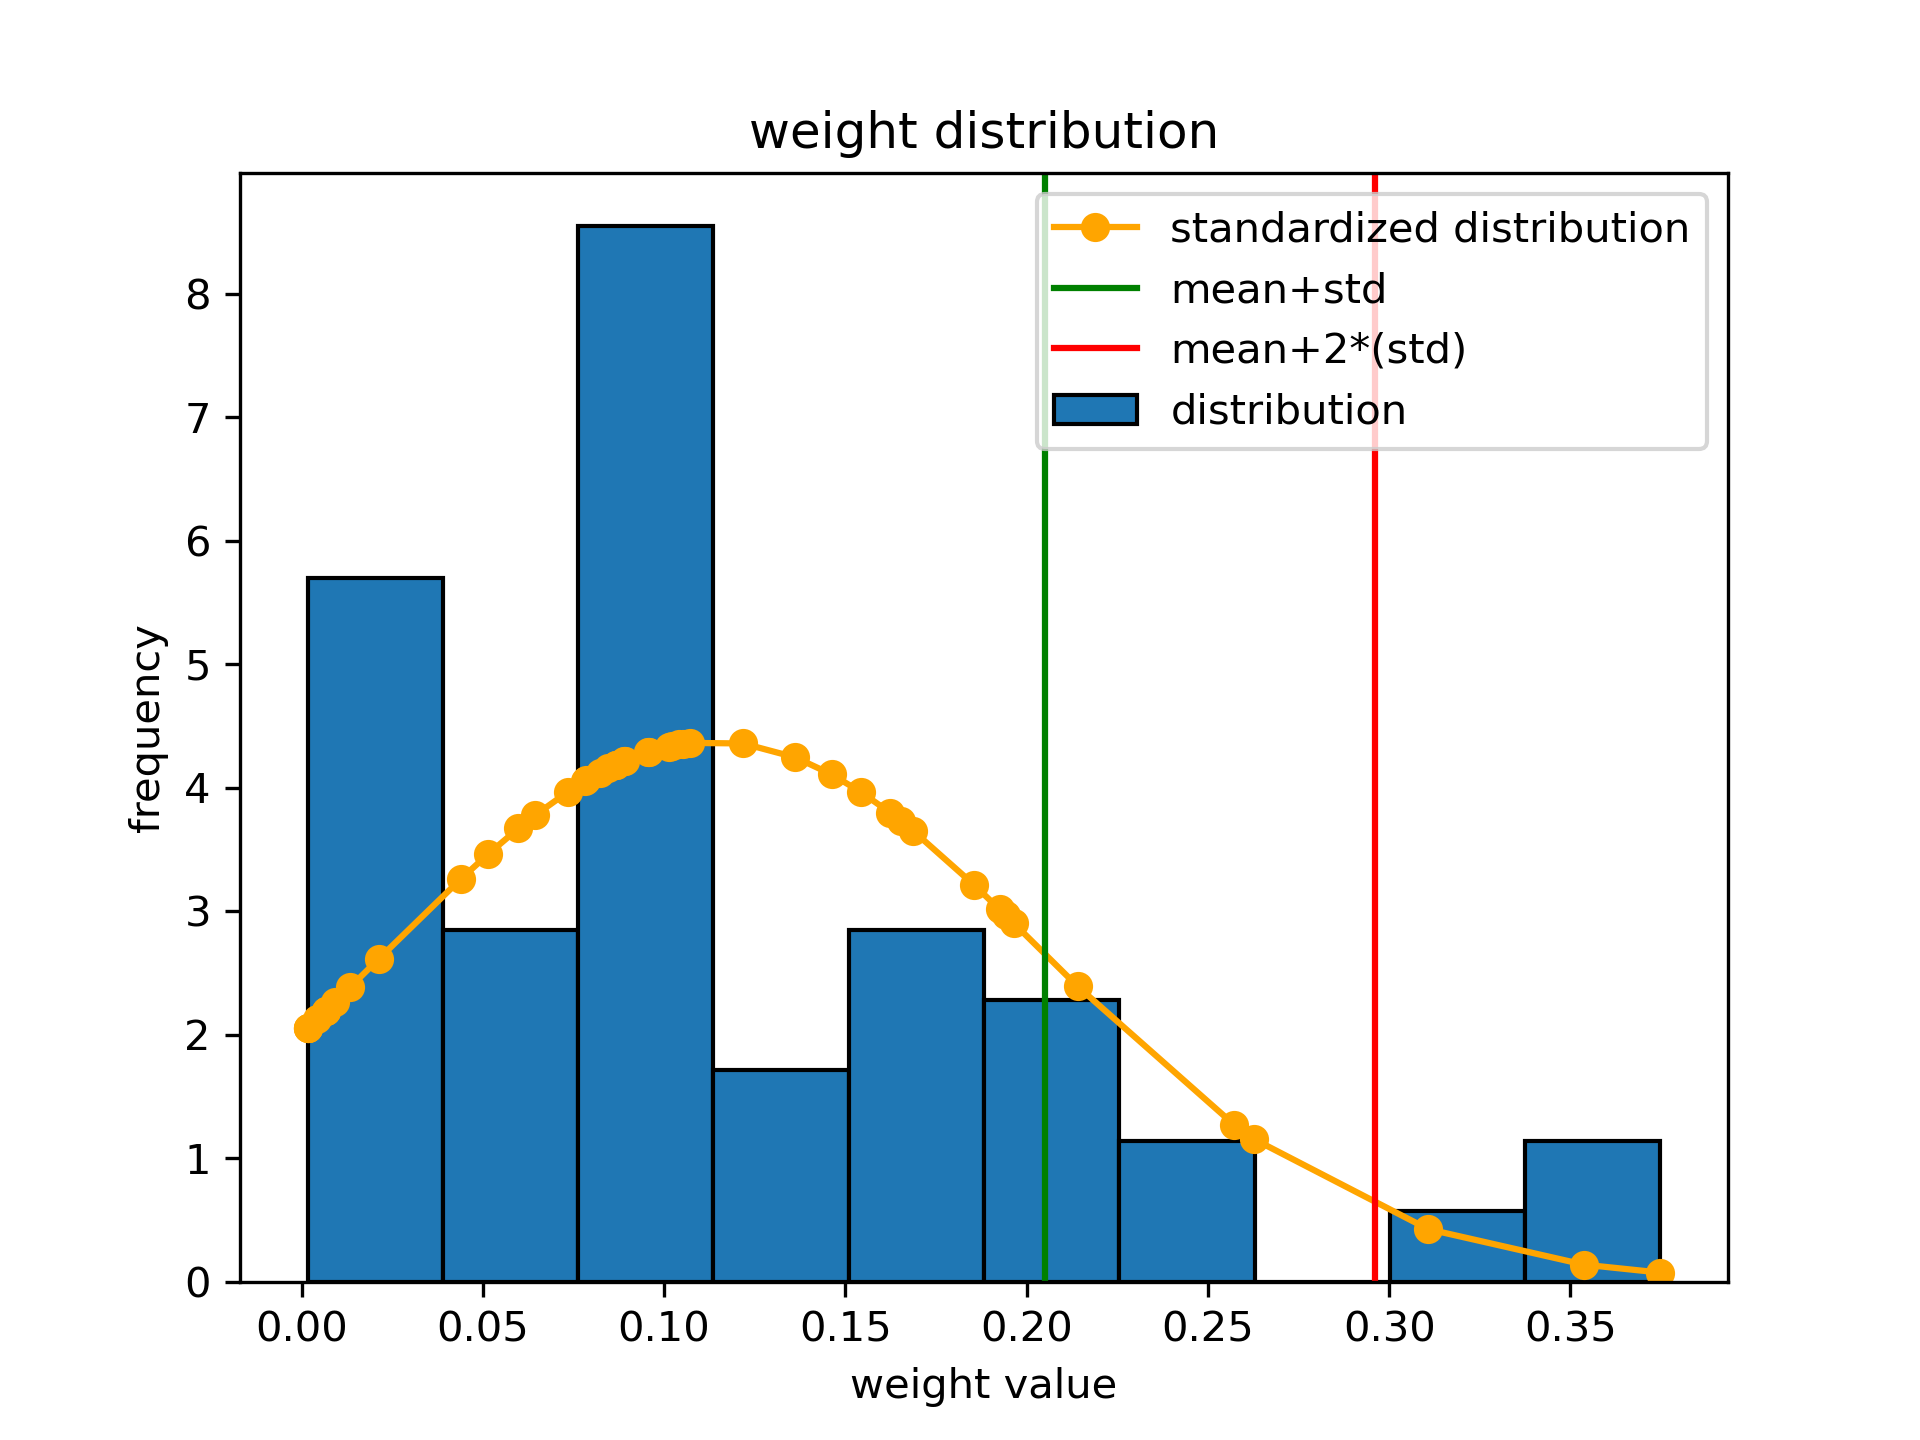 weight distribution
standardized distribution
mean+std
mean+2*(std)
distribution
frequency
8
7
6
5
4
3
2
1
0
0.00 0.05 0.10 0.15 0.20 0.25 0.30 0.35
weight value